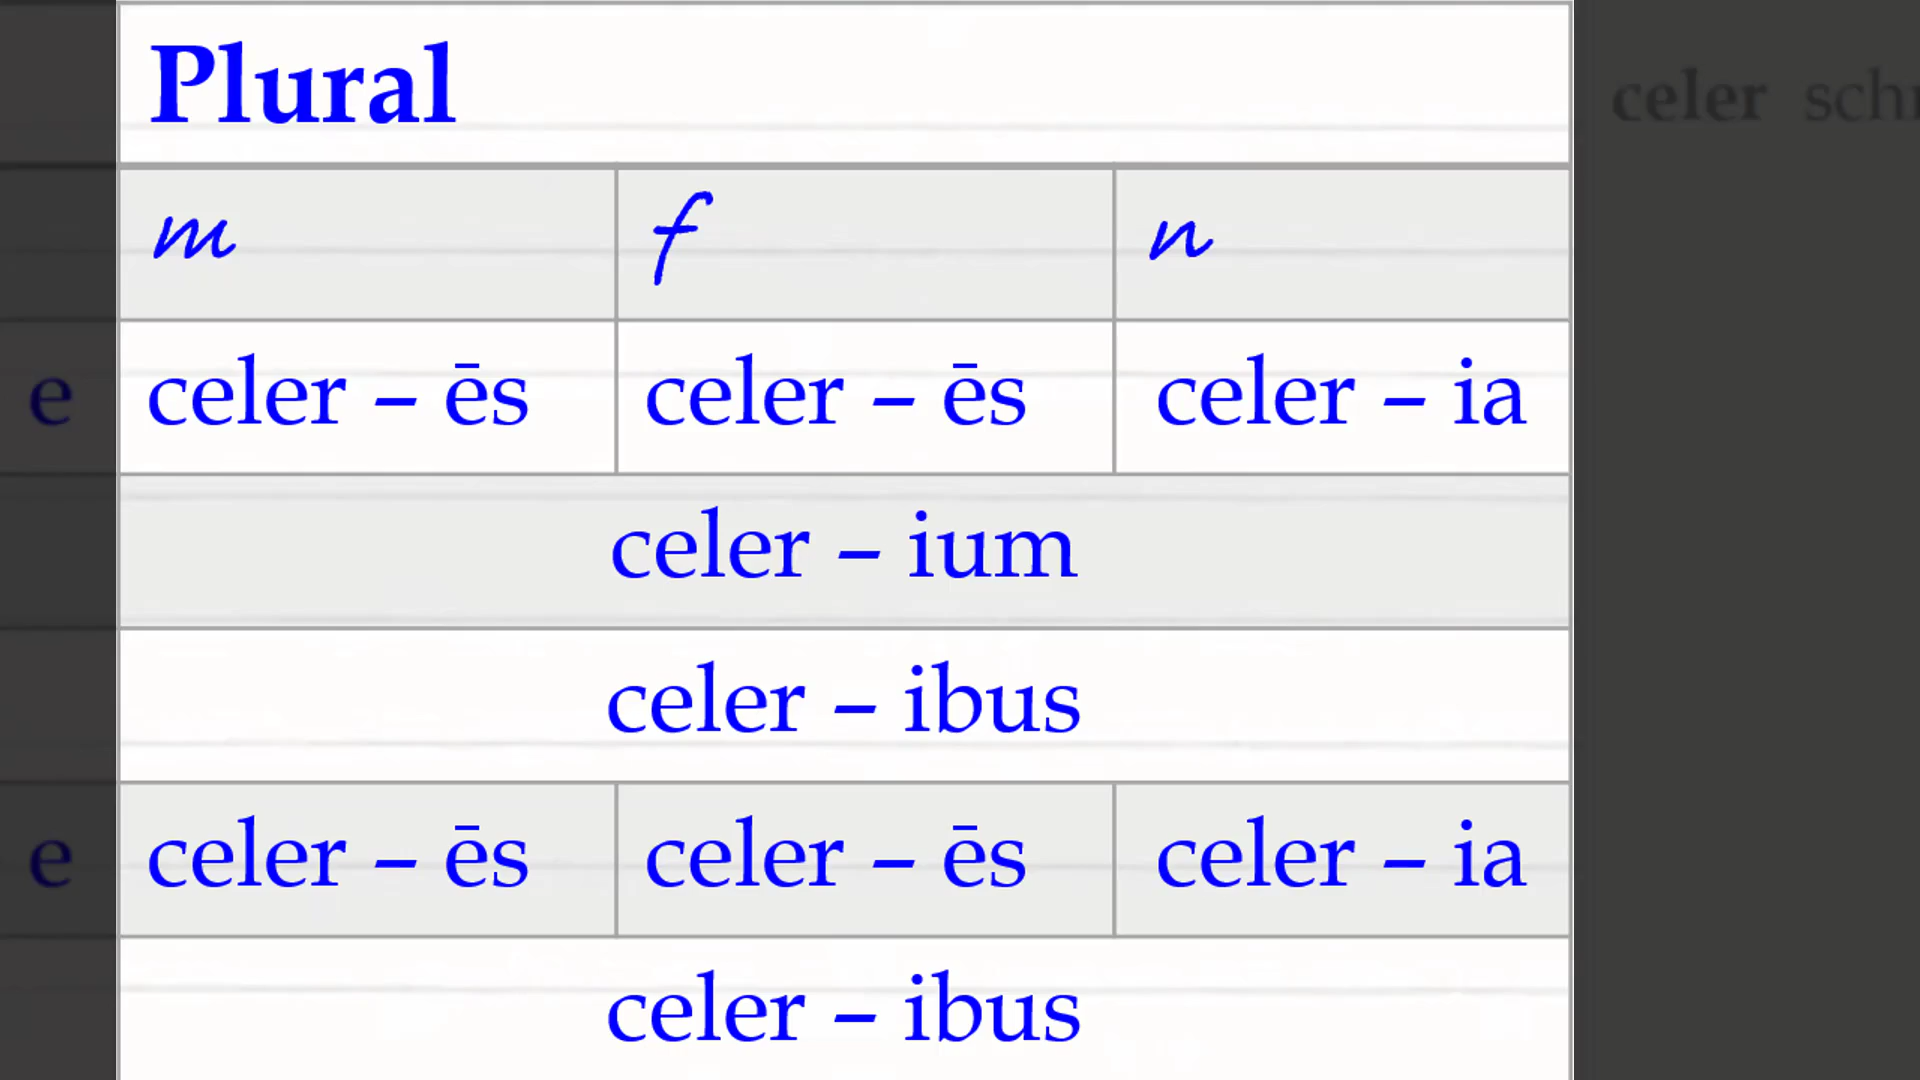 Plural
celer
m f n
e celer – ēs celer – ēs celer – ia
celer – ium
celer – ibus
e celer – ēs celer – ēs celer – ia
celer – ibus